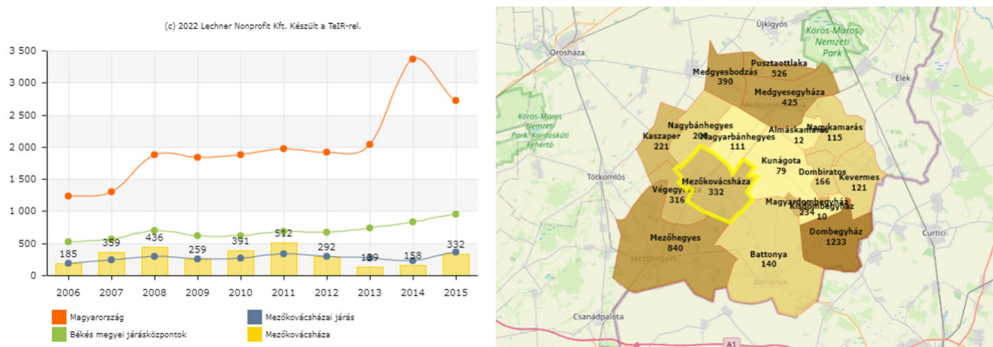 (c) 2022 Lechner Nonprofit Kft. Készült a TeIR-rel.
3 500
3 000
2 500
2 000
1 500
1 000
500
0
185
359
436
259
391
512
292
139
158
332
2006
2007
2008
2009
2010
2011
2012
2013
2014
2015
Magyarország
Mezőkovácsházai járás
Békés megyei járásközpontok
Mezőkovácsháza
Újkígyós
Orosháza
Körös-Maros
Nemzeti
Park
Pusztaottlaka
526
Medgyesbodzás
390
Elek
Medgyesegyháza
425
Körös-Maros
Nemzeti
Park Kardoskúti
Fehértó
Nagybánhegyes
Almáskamarás
12
Nagykamarás
115
Kaszaper
221
Magyarbánhegyes
111
Kunágota
79
Tótkomlós
Mezőkovácsháza
332
Dombiratos
166
Kevermes
121
316
Magyardombegyház
234
Kisdombegyház
10
Dombegyház
1233
Curtici
Mezőhegyes
840
Mezőhegyes
Battonya
140
Battonya
Csanádpalota
A1